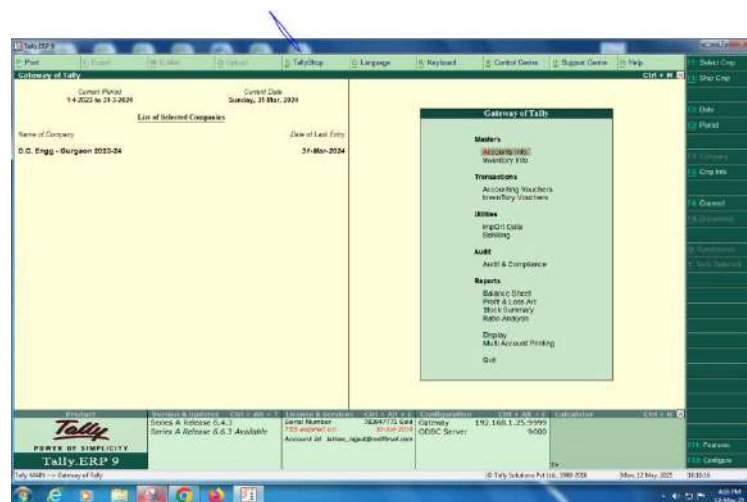 Tally.ERP 9
P: Print
E: Export
M: E-Mail
O: Upload
S: TallyShop
G: Language
K: Keyboard
K: Control Centre
H: Support Centre
H: Help
F1: Select Cmp
F1: Shut Cmp
F2: Date
F2: Period
F3: Company
F3: Cmp Info
F4: Connect
Gateway of Tally
Ctrl + M
Current Period
1-4-2023 to 31-3-2024
Current Date
Sunday, 31 Mar, 2024
List of Selected Companies
Name of Company
Date of Last Entry
D.C. Engg - Gurgaon 2023-24
31-Mar-2024
Gateway of Tally
Masters
Accounts Info.
Inventory Info.
Transactions
Accounting Vouchers
InvenTory Vouchers
Utilities
ImpOrt Data
BaNking
Audit
Audit & Compliance
Reports
Balance Sheet
Profit & Loss A/c
Stock Summary
Ratio Analysis
Display
Multi Account Printing
Quit
Product
Tally
POWER OF SIMPLICITY
Tally.ERP 9
Version & Updates Ctrl + Alt + T
Series A Release 6.4.3
Series A Release 6.6.3 Available
License & Services Ctrl + Alt + L
Serial Number
Gold
TSS expired on
Account Id
Configuration Ctrl + Alt + F
Gateway 192.168.1.25:9999
ODBC Server 9000
Calculator Ctrl + N
F11: Features
F12: Configure
Tally MAIN --> Gateway of Tally
(C) Tally Solutions Pvt Ltd., 1988-2018
Mon, 12 May, 2025